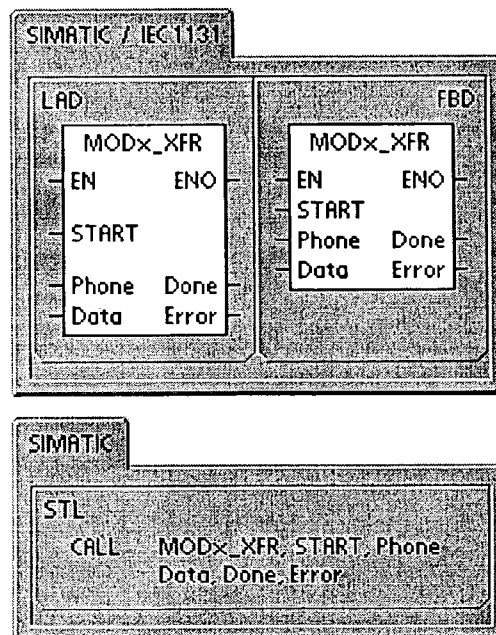 SIMATIC / IEC1131
LAD
FBD
MODx_XFR
EN ENO
START
Phone Done
Data Error
MODx_XFR
EN ENO
START
Phone Done
Data Error
SIMATIC
STL
CALL MODx_XFR, START, Phone
Data, Done, Error